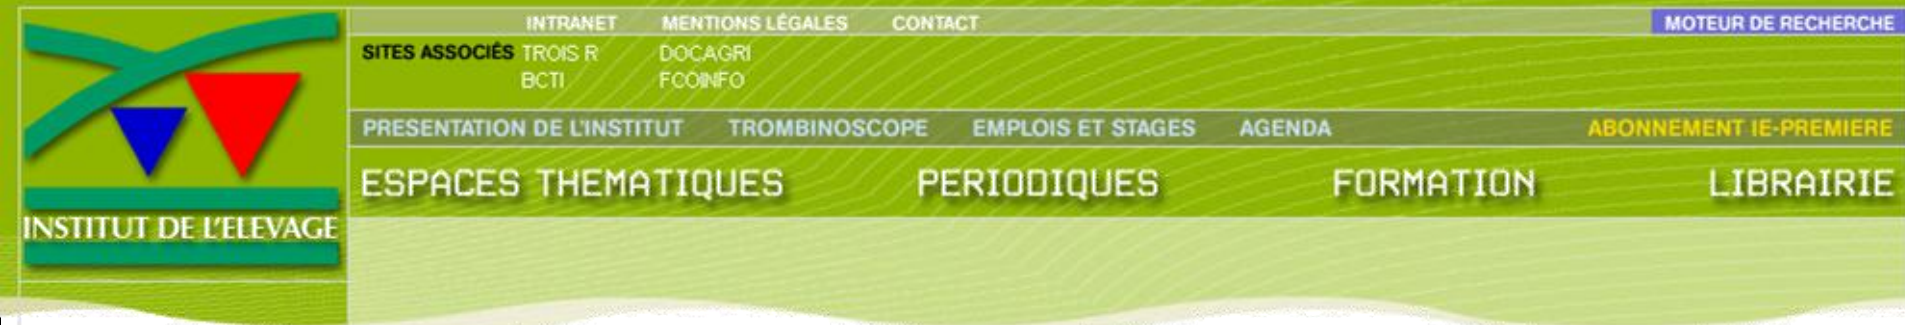 INTRANET MENTIONS LÉGALES CONTACT MOTEUR DE RECHERCHE
SITES ASSOCIÉS TROIS R DOCAGRI
BCTI FCOINFO
PRESENTATION DE L'INSTITUT TROMBINOSCOPE EMPLOIS ET STAGES AGENDA ABONNEMENT IE-PREMIERE
ESPACES THEMATIQUES PERIODIQUES FORMATION LIBRAIRIE
INSTITUT DE L'ELEVAGE